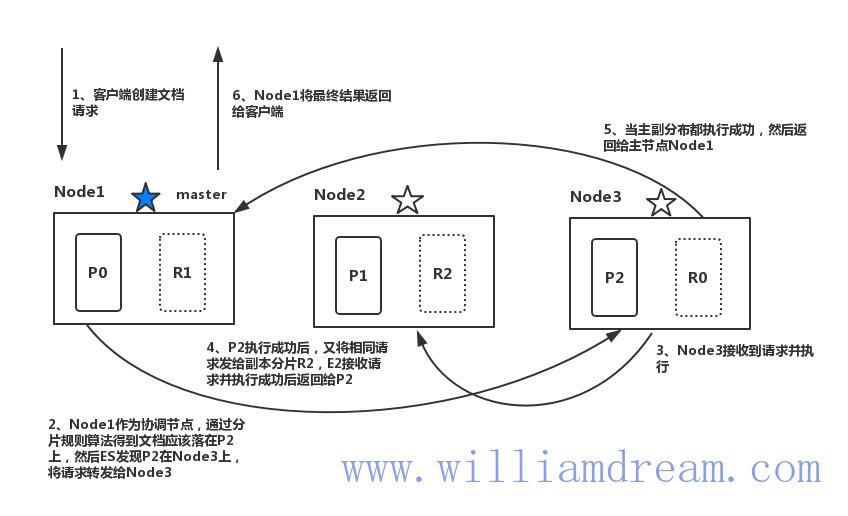 1、客户端创建文档
请求
6、Node1将最终结果返回
给客户端
5、当主副分布都执行成功，然后返
回给主节点Node1
Node1
master
Node2
Node3
P0
R1
P1
R2
P2
R0
4、P2执行成功后，又将相同请
求发给副本分片R2，E2接收请
求并执行成功后返回给P2
3、Node3接收到请求并执
行
2、Node1作为协调节点，通过分
片规则算法得到文档应该落在P2
上，然后ES发现P2在Node3上，
将请求转发给Node3
www.williamdream.com